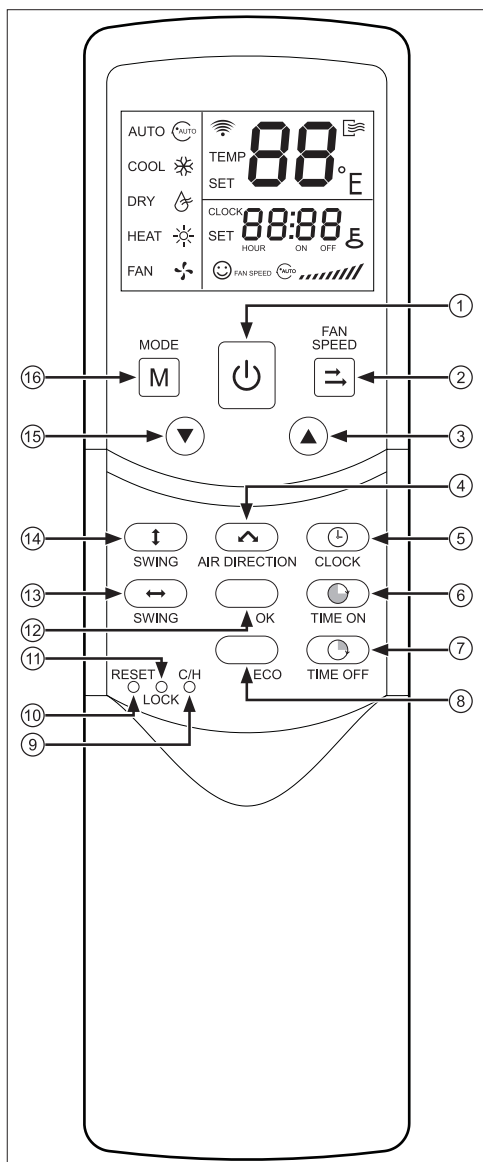 AUTO AUTO
COOL
DRY
HEAT
FAN
TEMP
SET
88°E
CLOCK
SET
88:88
HOUR ON OFF
FAN SPEED AUTO
1
MODE
M
FAN
SPEED
16
2
15
3
4
14
SWING
AIR DIRECTION
CLOCK
5
13
SWING
OK
TIME ON
6
12
11
RESET
LOCK
C/H
ECO
TIME OFF
7
8
10
9